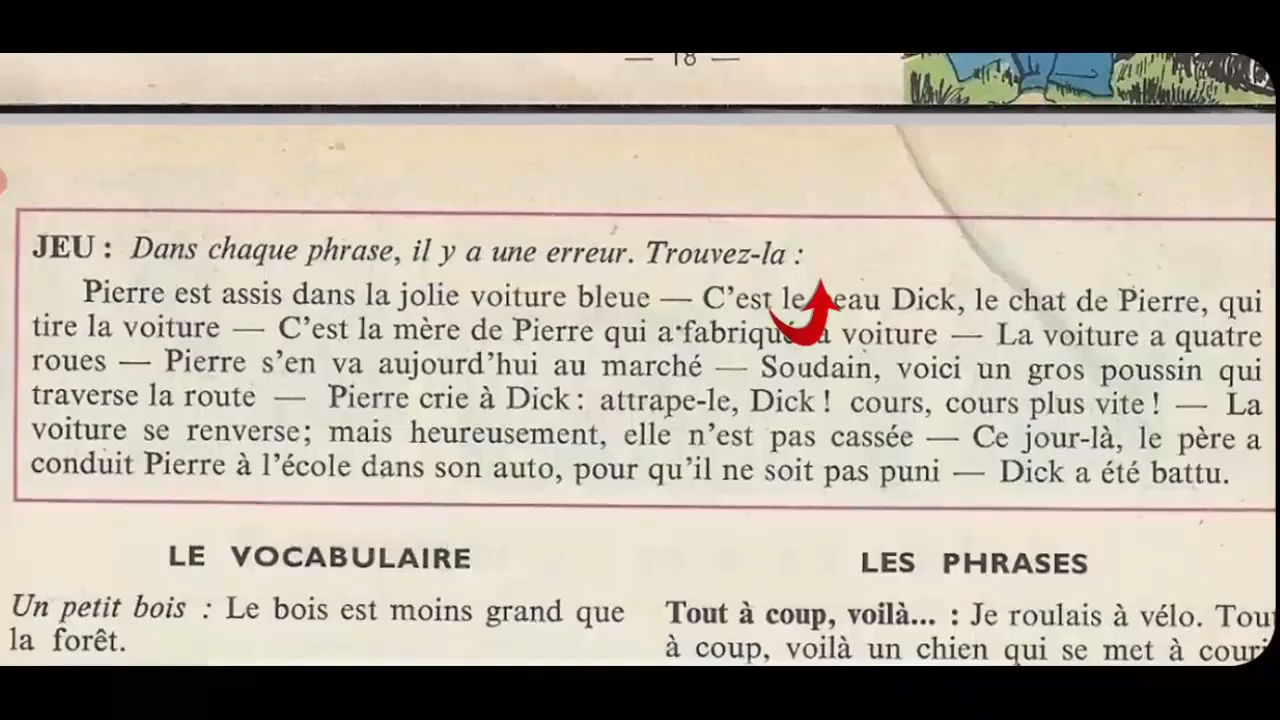 — 18 —
JEU : Dans chaque phrase, il y a une erreur. Trouvez-la :
Pierre est assis dans la jolie voiture bleue — C'est le beau Dick, le chat de Pierre, qui
tire la voiture — C'est la mère de Pierre qui a fabriqué voiture — La voiture a quatre
roues — Pierre s'en va aujourd'hui au marché — Soudain, voici un gros poussin qui
traverse la route — Pierre crie à Dick : attrape-le, Dick ! cours, cours plus vite ! — La
voiture se renverse; mais heureusement, elle n'est pas cassée — Ce jour-là, le père a
conduit Pierre à l'école dans son auto, pour qu'il ne soit pas puni — Dick a été battu.
LE VOCABULAIRE
Un petit bois : Le bois est moins grand que
la forêt.
LES PHRASES
Tout à coup, voilà... : Je roulais à vélo. Tou
à coup, voilà un chien qui se met à couri